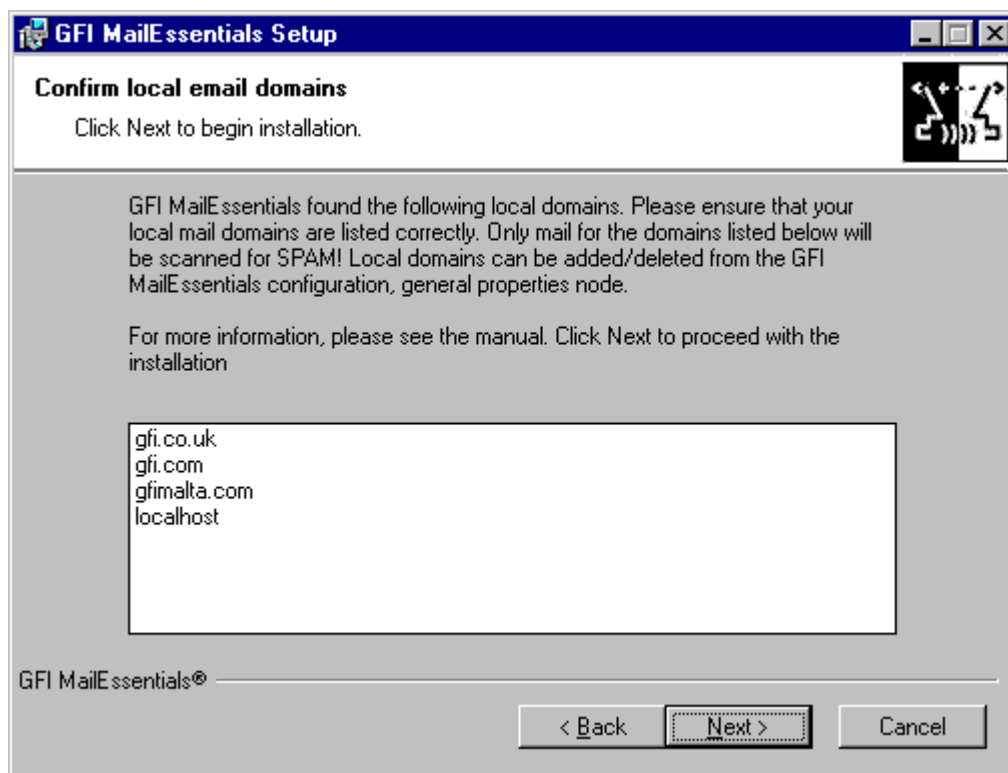 GFI MailEssentials Setup
Confirm local email domains
Click Next to begin installation.
GFI MailEssentials found the following local domains. Please ensure that your
local mail domains are listed correctly. Only mail for the domains listed below will
be scanned for SPAM! Local domains can be added/deleted from the GFI
MailEssentials configuration, general properties node.
For more information, please see the manual. Click Next to proceed with the
installation
gfi.co.uk
gfi.com
gfimalta.com
localhost
GFI MailEssentials®
< Back Next > Cancel